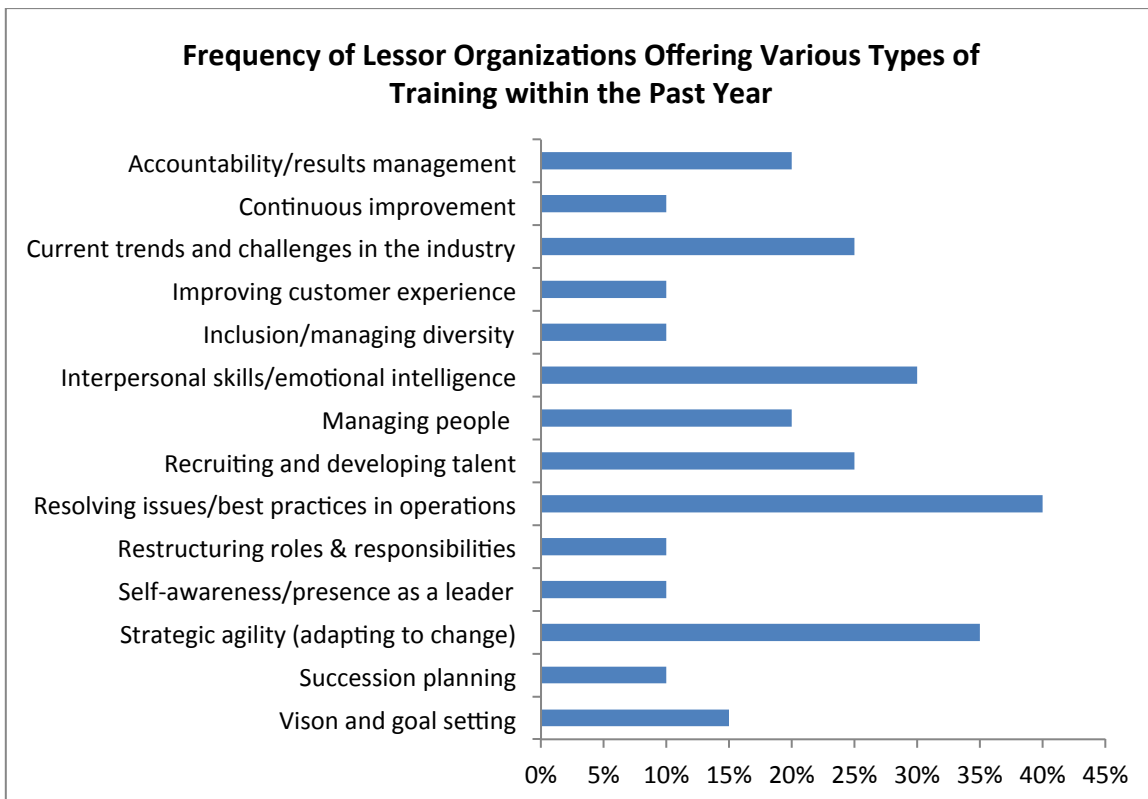 Frequency of Lessor Organizations Offering Various Types of
Training within the Past Year
Accountability/results management
Continuous improvement
Current trends and challenges in the industry
Improving customer experience
Inclusion/managing diversity
Interpersonal skills/emotional intelligence
Managing people
Recruiting and developing talent
Resolving issues/best practices in operations
Restructuring roles & responsibilities
Self-awareness/presence as a leader
Strategic agility (adapting to change)
Succession planning
Vison and goal setting
0% 5% 10% 15% 20% 25% 30% 35% 40% 45%